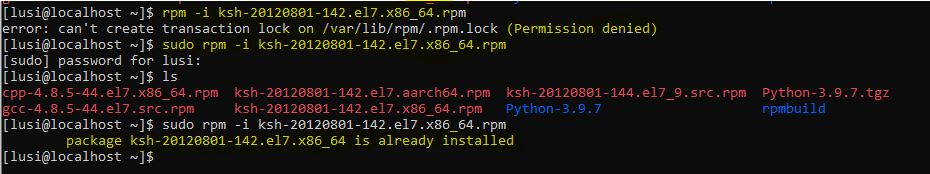 [lusi@localhost ~]$ rpm -i ksh-20120801-142.el7.x86_64.rpm
error: can't create transaction lock on /var/lib/rpm/.rpm.lock (Permission denied)
[lusi@localhost ~]$ sudo rpm -i ksh-20120801-142.el7.x86_64.rpm
[sudo] password for lusi:
[lusi@localhost ~]$ ls
cpp-4.8.5-44.el7.x86_64.rpm  ksh-20120801-142.el7.aarch64.rpm  ksh-20120801-144.el7_9.src.rpm  Python-3.9.7.tgz
gcc-4.8.5-44.el7.src.rpm     ksh-20120801-142.el7.x86_64.rpm   Python-3.9.7                    rpmbuild
[lusi@localhost ~]$ sudo rpm -i ksh-20120801-142.el7.x86_64.rpm
        package ksh-20120801-142.el7.x86_64 is already installed
[lusi@localhost ~]$